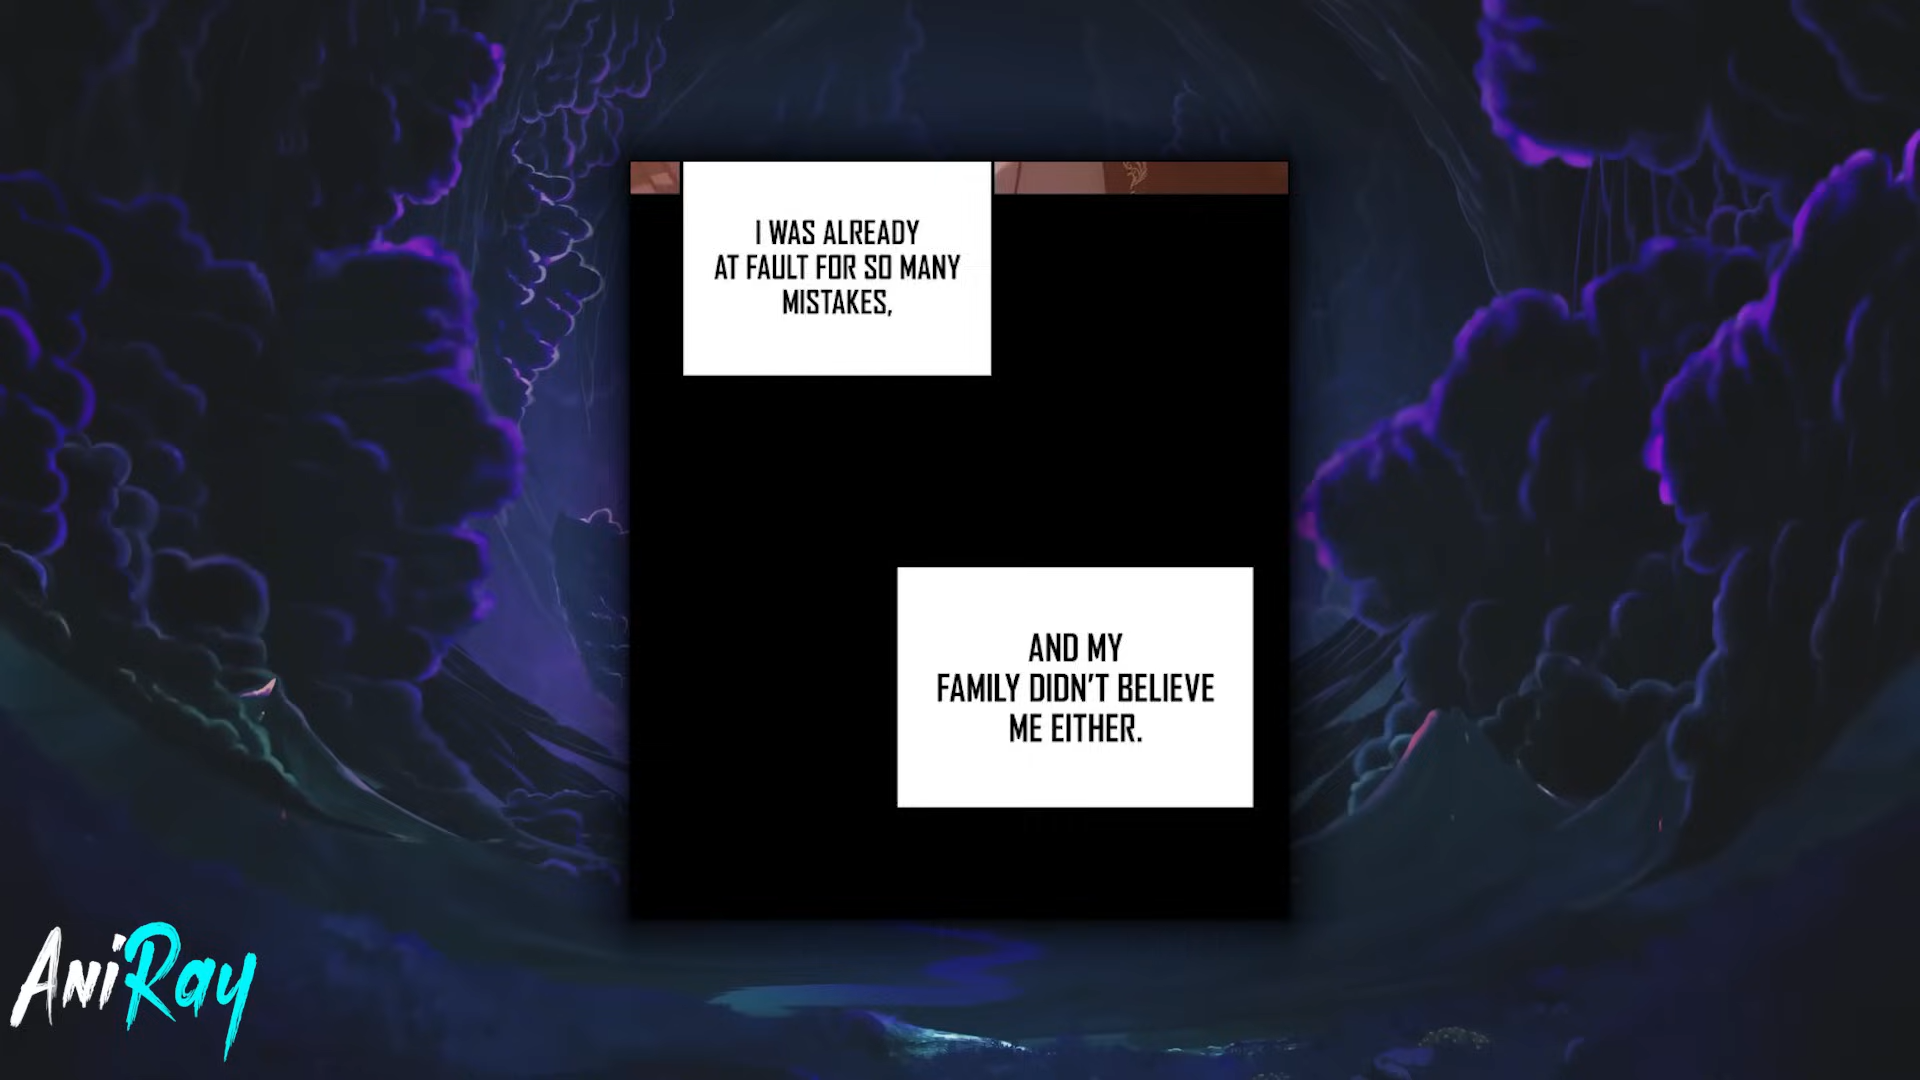 I WAS ALREADY
AT FAULT FOR SO MANY
MISTAKES,
AND MY
FAMILY DIDN'T BELIEVE
ME EITHER.
AniRay